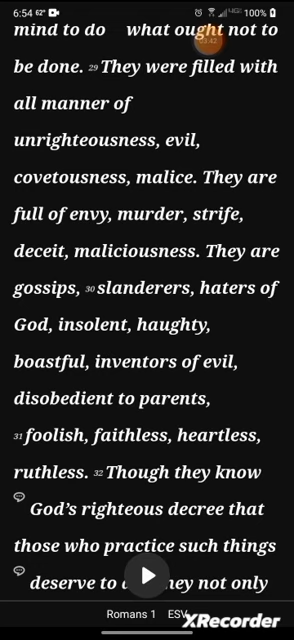 6:54 62° 100%
mind to do what ought not to
03:42
be done. 29 They were filled with
all manner of
unrighteousness, evil,
covetousness, malice. They are
full of envy, murder, strife,
deceit, maliciousness. They are
gossips, 30 slanderers, haters of
God, insolent, haughty,
boastful, inventors of evil,
disobedient to parents,
31 foolish, faithless, heartless,
ruthless. 32 Though they know
God's righteous decree that
those who practice such things
deserve to not only
Romans 1 ESV
XRecorder